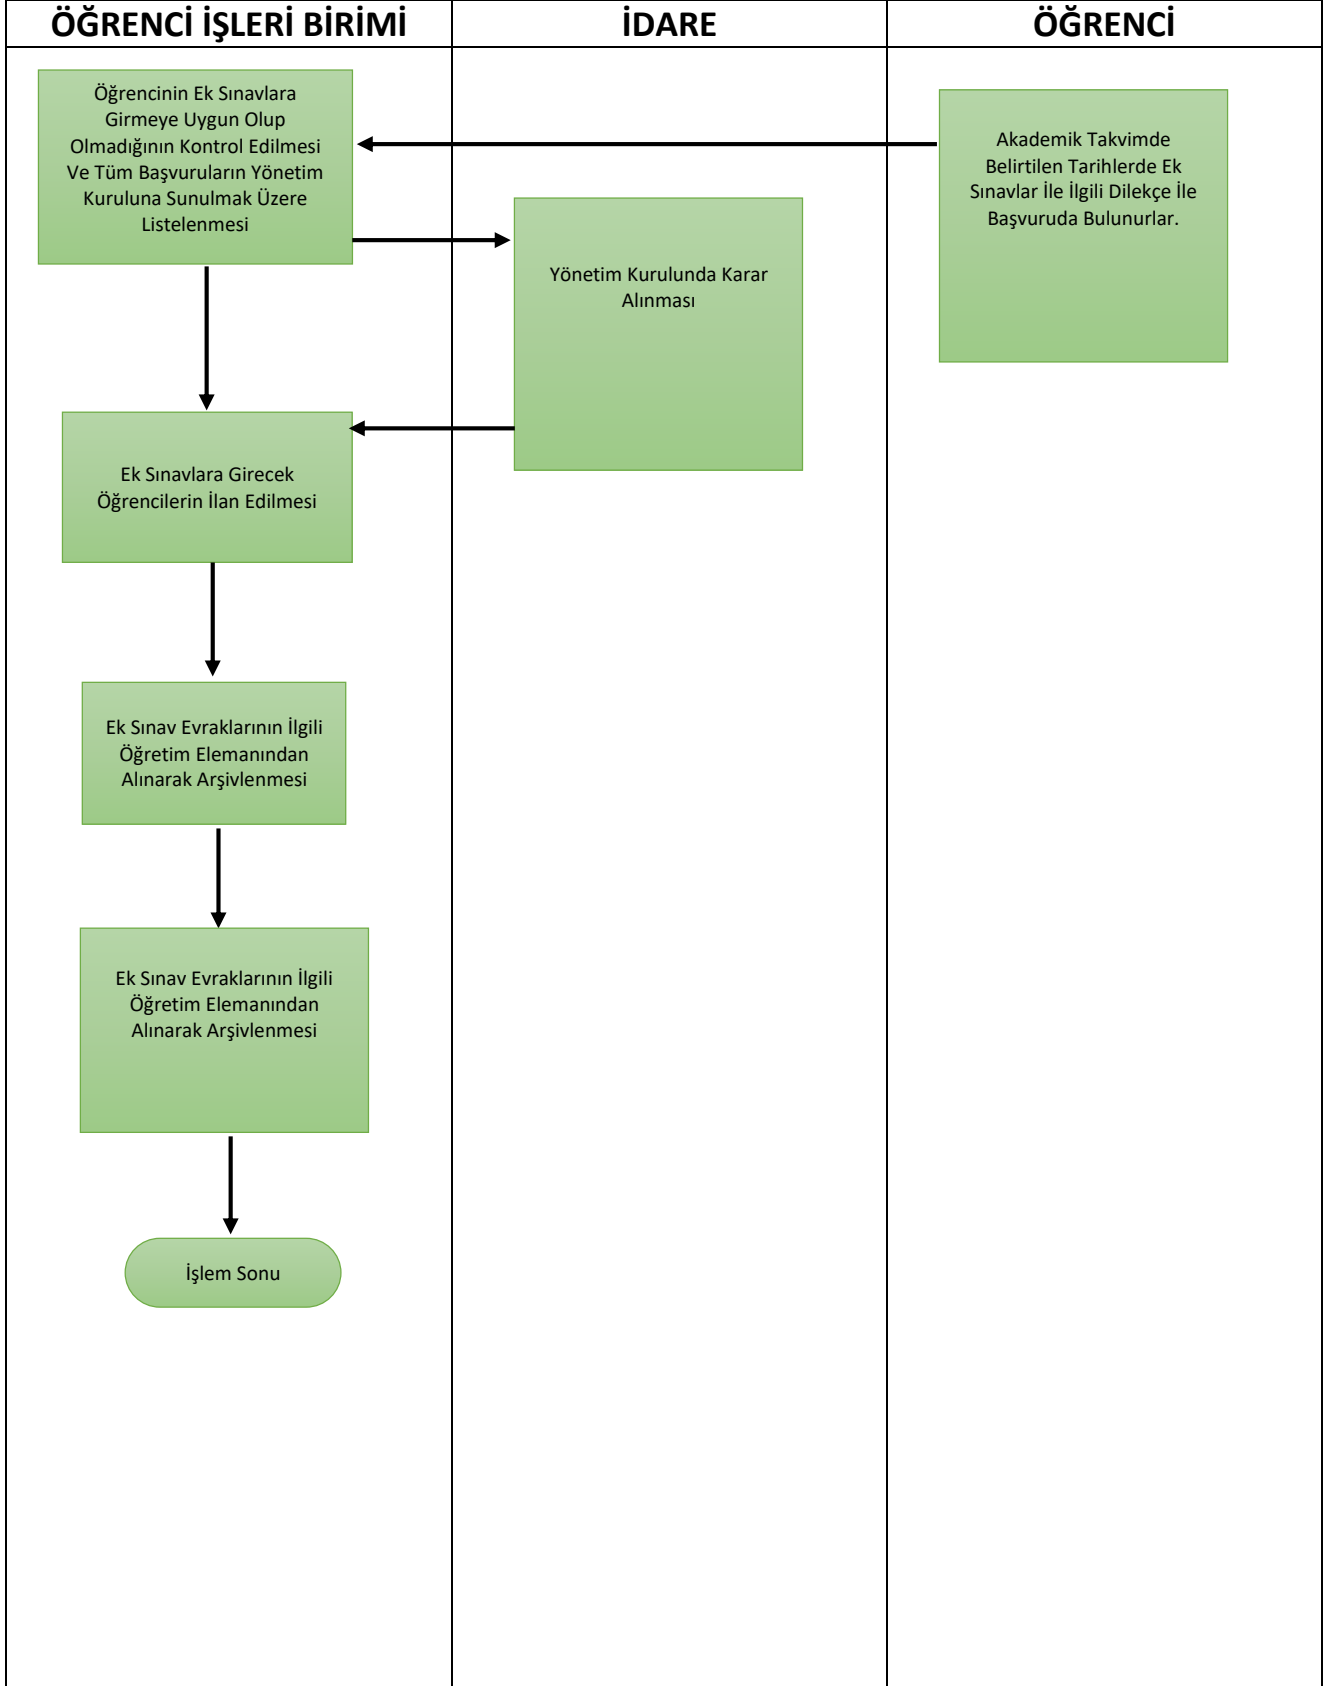 ÖĞRENCİ İŞLERİ BİRİMİ
İDARE
ÖĞRENCİ
Öğrencinin Ek Sınavlara
Girmeye Uygun Olup
Olmadığının Kontrol Edilmesi
Ve Tüm Başvuruların Yönetim
Kuruluna Sunulmak Üzere
Listelenmesi
Akademik Takvimde
Belirtilen Tarihlerde Ek
Sınavlar İle İlgili Dilekçe İle
Başvuruda Bulunurlar.
Yönetim Kurulunda Karar
Alınması
Ek Sınavlara Girecek
Öğrencilerin İlan Edilmesi
Ek Sınav Evraklarının İlgili
Öğretim Elemanından
Alınarak Arşivlenmesi
Ek Sınav Evraklarının İlgili
Öğretim Elemanından
Alınarak Arşivlenmesi
İşlem Sonu